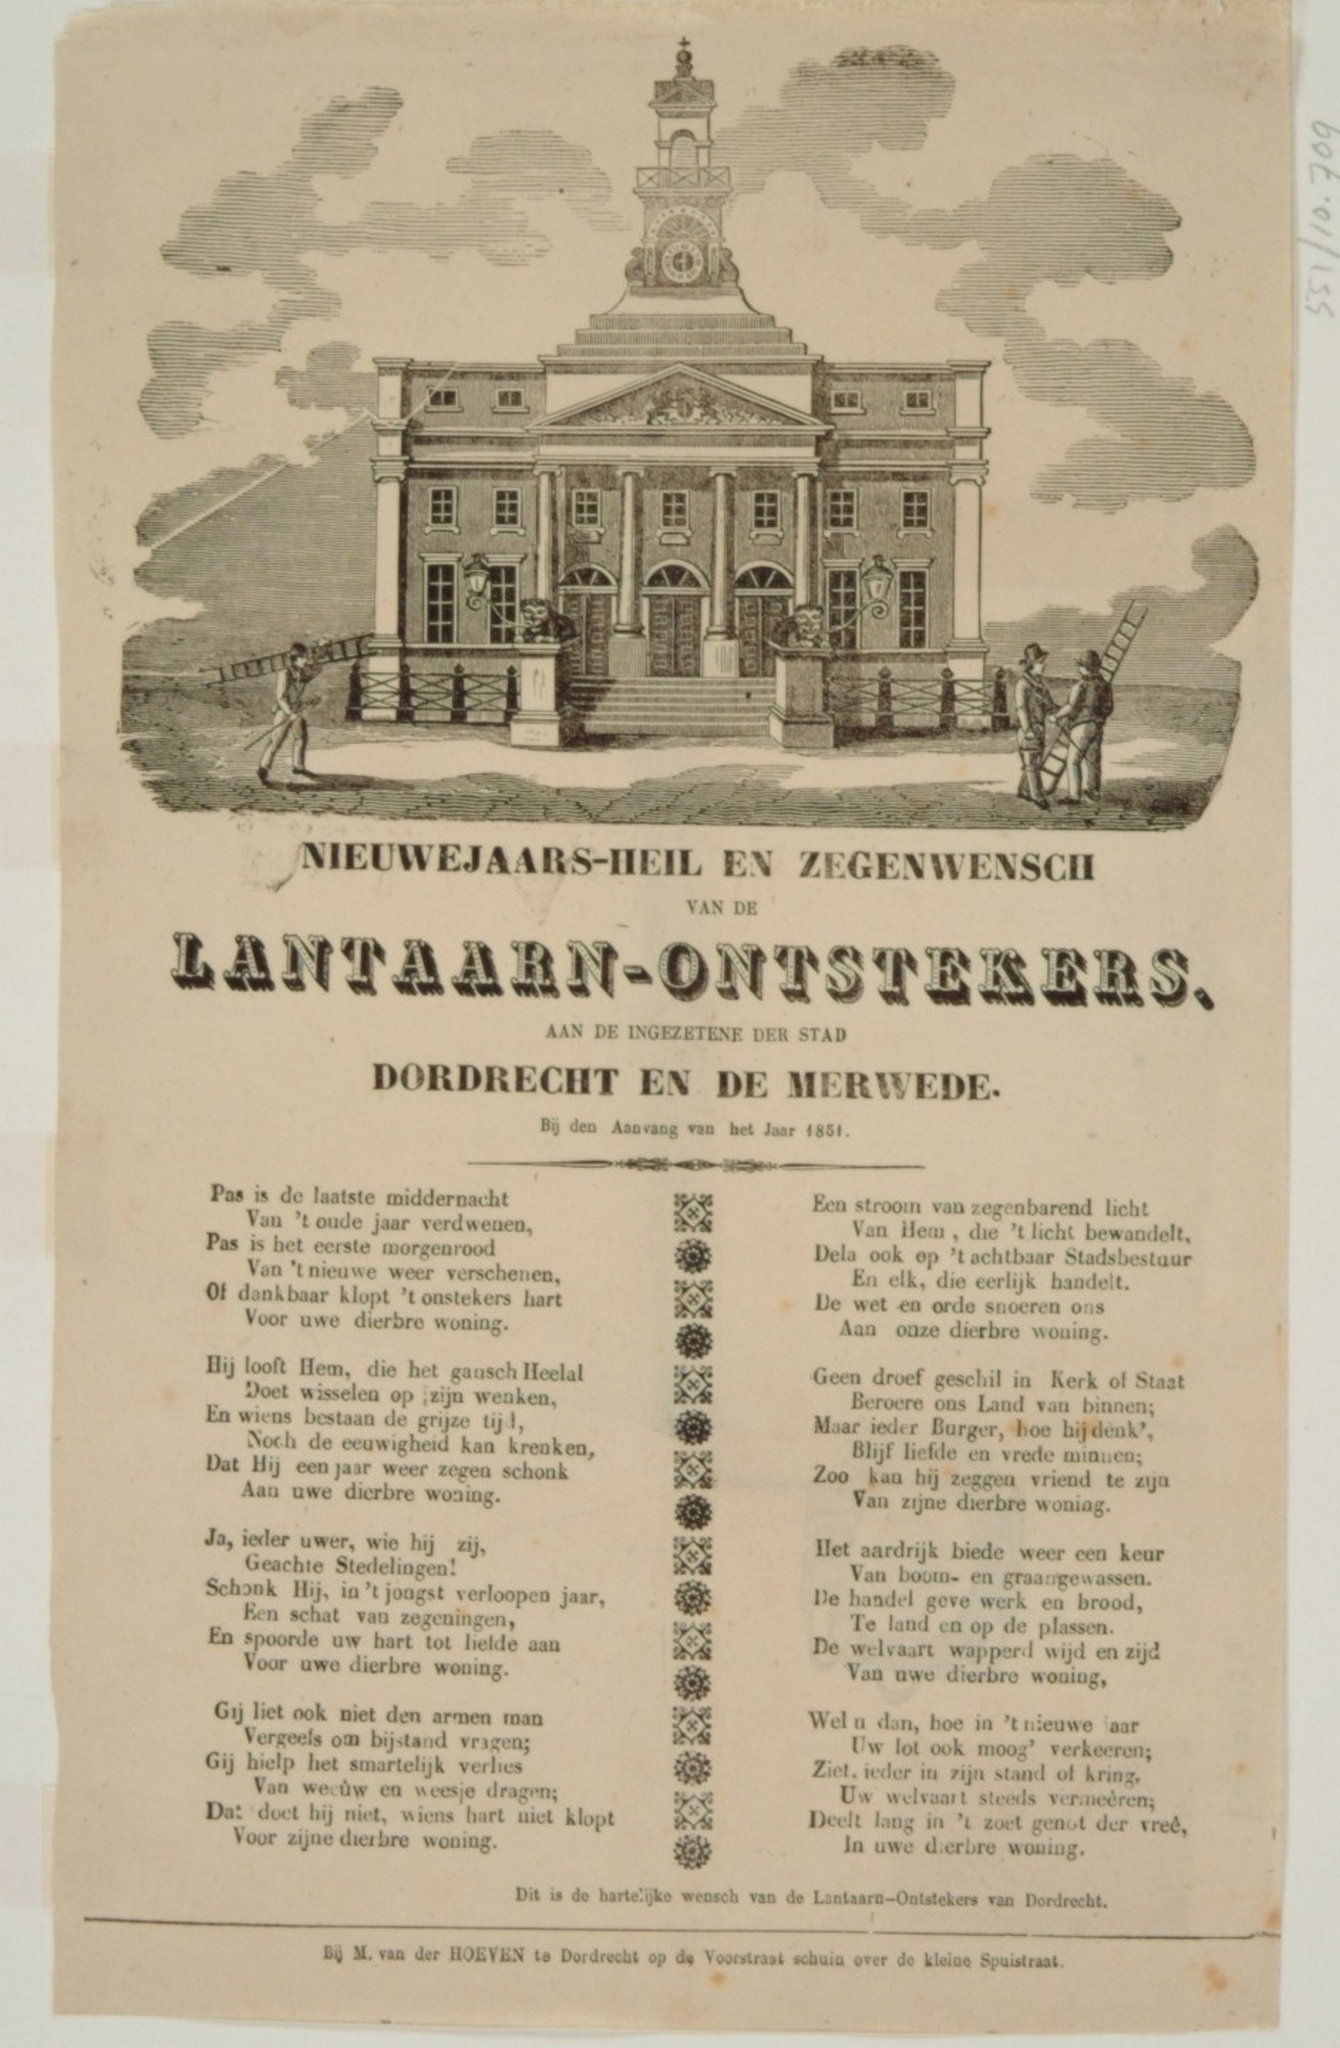 NIEUWEJAARS-HEIL EN ZEGENWENSCH
VAN DE
LANTAARN-ONTSTEKERS,
AAN DE INGEZETENE DER STAD
DORDRECHT EN DE MERWEDE.
Bij den Aanvang van het Jaar 1851.
Pas is de laatste middernacht
Van 't oude jaar verdwenen,
Pas is het eerste morgenrood
Van 't nieuwe weer verschenen,
Of dankbaar klopt 't onstekers hart
Voor uwe dierbre woning.
Hij looft Hem, die het gansch Heelal
Doet wisselen op zijn wenken,
En wiens bestaan de grijze tijd,
Noch de eeuwigheid kan krenken,
Dat Hij een jaar weer zegen schonk
Aan uwe dierbre woning.
Ja, ieder uwer, wie hij zij,
Geachte Stedelingen!
Schonk Hij, in 't jongst verloopen jaar,
Een schat van zegeningen,
En spoorde uw hart tot liefde aan
Voor uwe dierbre woning.
Gij liet ook niet den armen man
Vergeefs om bijstand vragen;
Gij hielp het smartelijk verlies
Van weeûw en weesje dragen;
Dat doet hij niet, wiens hart niet klopt
Voor zijne dierbre woning.
Een stroom van zegenbarend licht
Van Hem, die 't licht bewandelt,
Dela ook op 't achtbaar Stadsbestuur
En elk, die eerlijk handelt.
De wet en orde snoeren ons
Aan onze dierbre woning.
Geen droef geschil in Kerk of Staat
Beroere ons Land van binnen;
Maar ieder Burger, hoe hij denk',
Blijf liefde en vrede minnen;
Zoo kan hij zeggen vriend te zijn
Van zijne dierbre woning.
Het aardrijk biede weer een keur
Van boom- en graangewassen.
De handel geve werk en brood,
Te land en op de plassen.
De welvaart wapperd wijd en zijd
Van uwe dierbre woning,
Wel u dan, hoe in 't nieuwe aar
Uw lot ook moog' verkeeren;
Ziet, ieder in zijn stand of kring,
Uw welvaart steeds vermeêren;
Deelt lang in 't zoet genot der vreê,
In uwe dierbre woning.
Dit is de hartelijke wensch van de Lantaarn-Ontstekers van Dordrecht.
Bij M. van der HOEVEN te Dordrecht op de Voorstraat schuin over de kleine Spuistraat.
551/10.709